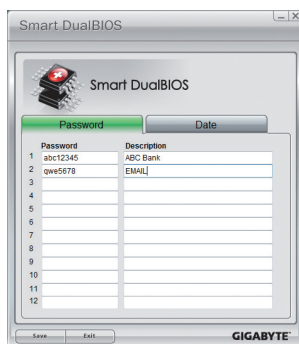 Smart DualBIOS
Smart DualBIOS
Password Date
Password Description
1 abc12345 ABC Bank
2 qwe5678 EMAIL
3
4
5
6
7
8
9
10
11
12
Save Exit GIGABYTE™